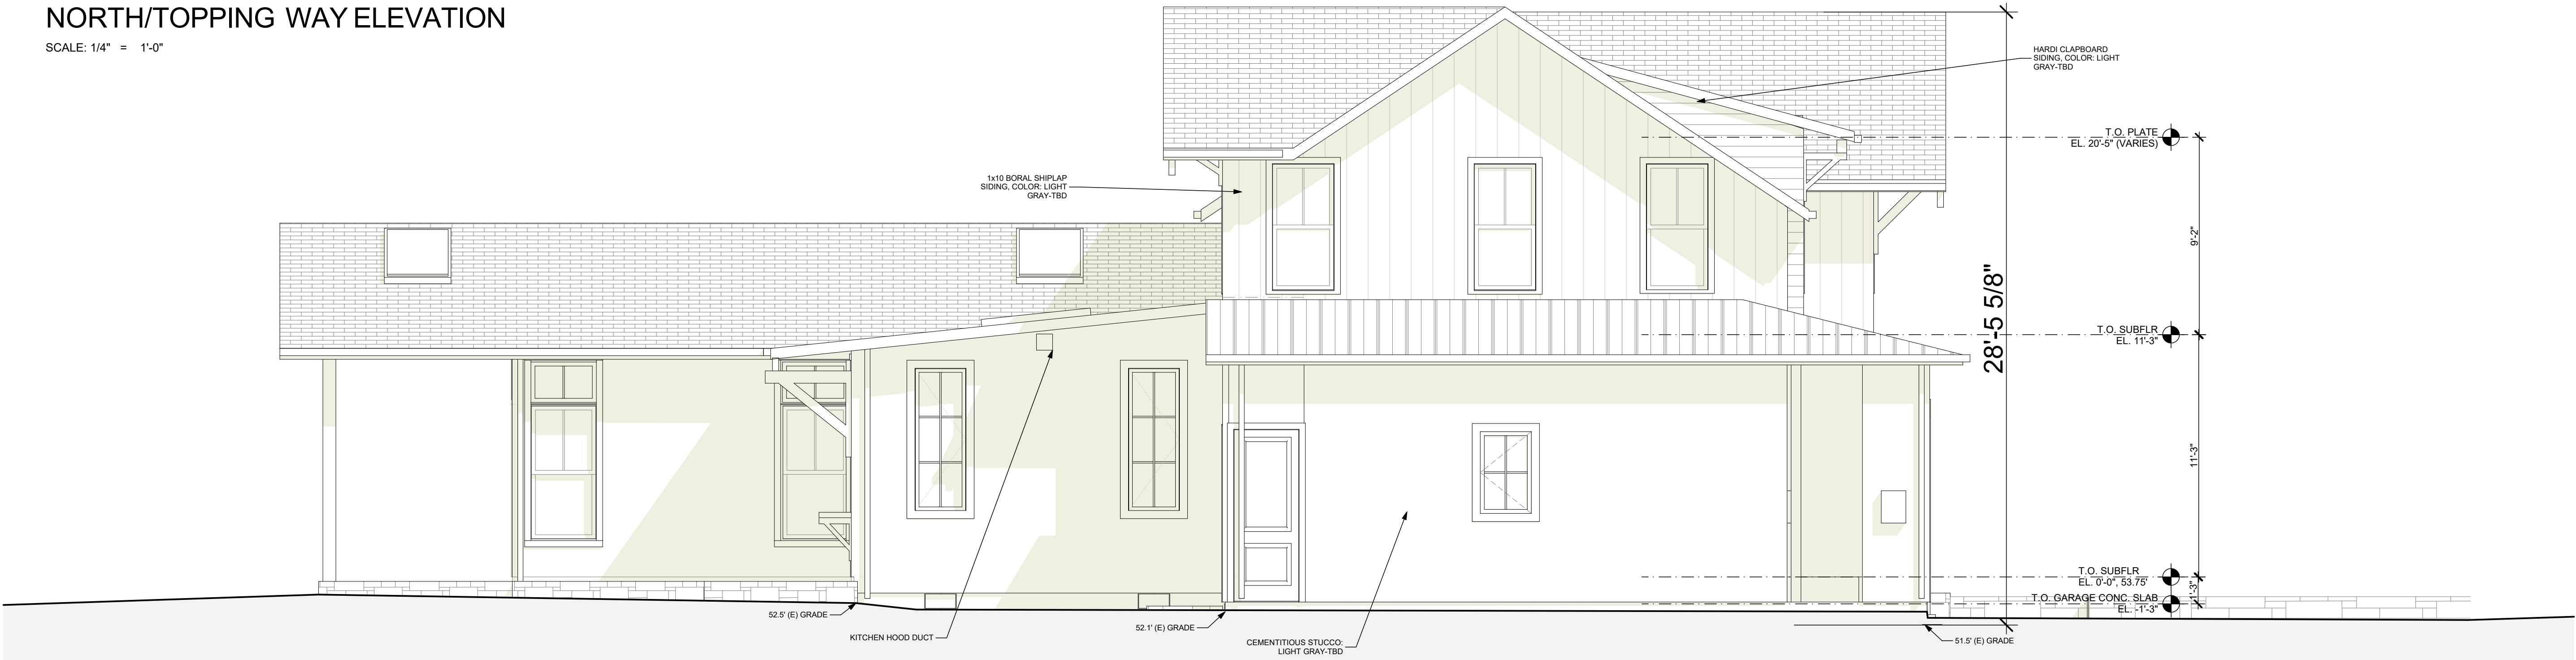 NORTH/TOPPING WAY ELEVATION
SCALE: 1/4" = 1'-0"
HARDI CLAPBOARD
SIDING, COLOR: LIGHT
GRAY-TBD
T.O. PLATE
EL. 20'-5" (VARIES)
1x10 BORAL SHIPLAP
SIDING, COLOR: LIGHT
GRAY-TBD
9'-2"
28'-5 5/8"
T.O. SUBFLR
EL. 11'-3"
11'-3"
T.O. SUBFLR
EL. 0'-0", 53.75'
1'-3"
T.O. GARAGE CONC. SLAB
EL. -1'-3"
52.5' (E) GRADE
52.1' (E) GRADE
KITCHEN HOOD DUCT
CEMENTITIOUS STUCCO:
LIGHT GRAY-TBD
51.5' (E) GRADE